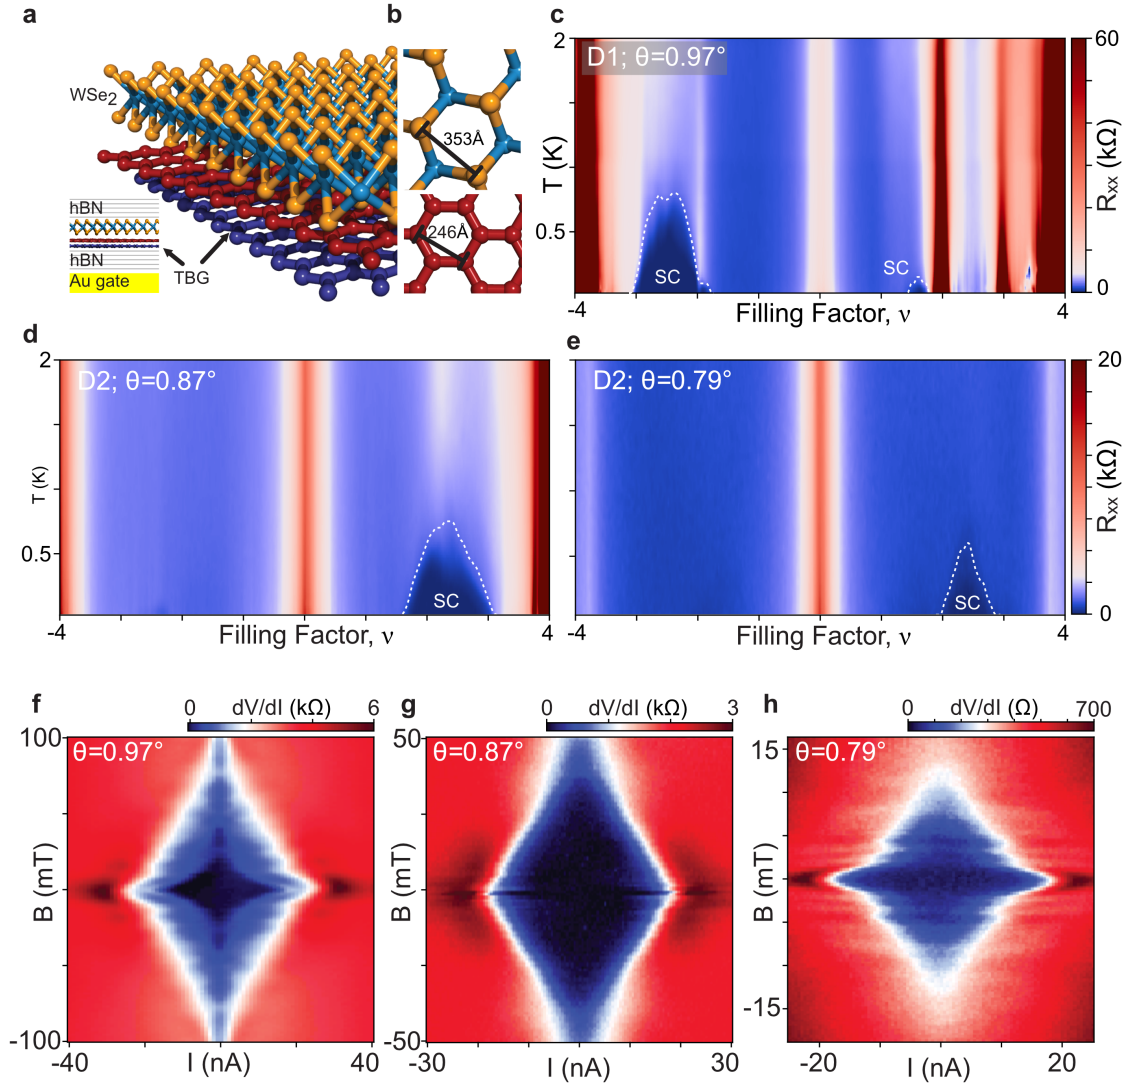 a
WSe2
hBN
hBN
Au gate
TBG
b
353Å
246Å
c
D1; θ=0.97°
2
T (K)
0.5
SC
SC
-4
Filling Factor, ν
4
60
Rxx (kΩ)
0
d
D2; θ=0.87°
2
T (K)
0.5
SC
-4
Filling Factor, ν
4
e
D2; θ=0.79°
SC
-4
Filling Factor, ν
4
20
Rxx (kΩ)
0
f
0 dV/dI (kΩ) 6
θ=0.97°
100
B (mT)
-100
-40
I (nA)
40
g
0 dV/dI (kΩ) 3
θ=0.87°
50
B (mT)
-50
-30
I (nA)
30
h
0 dV/dI (Ω) 700
θ=0.79°
15
B (mT)
-15
-20
I (nA)
20